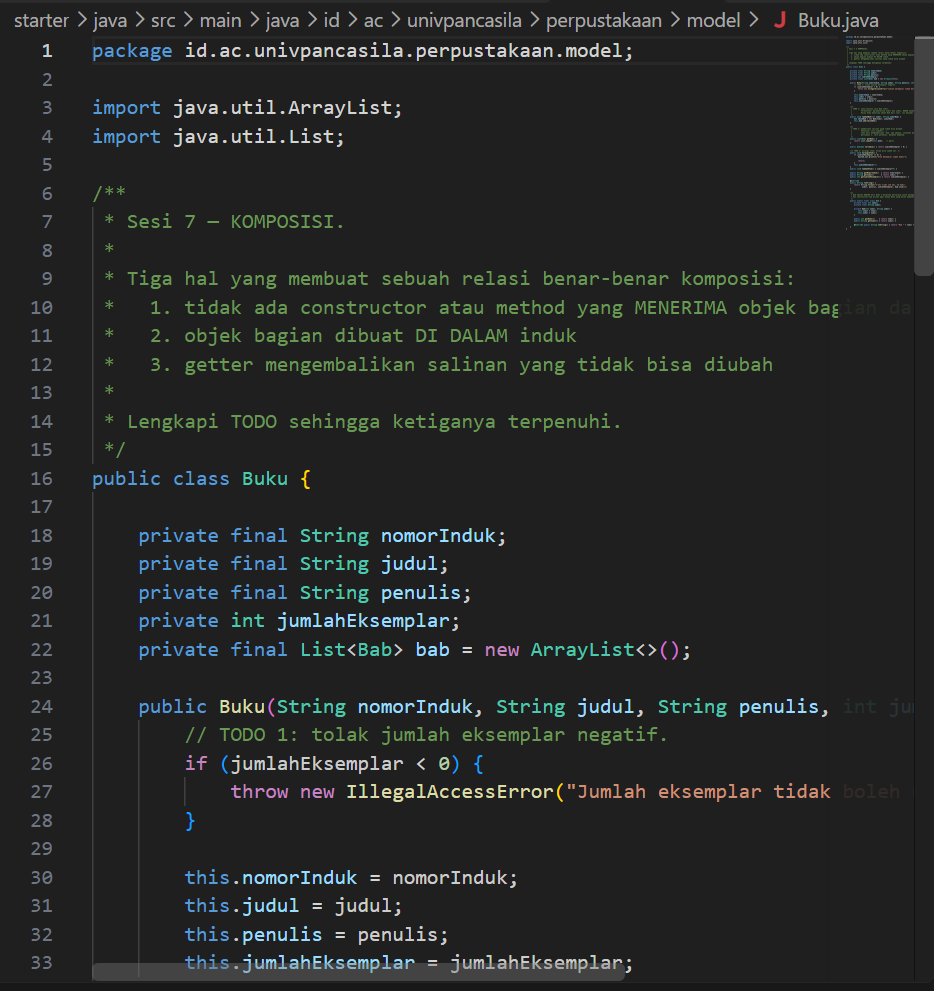 starter > java > src > main > java > id > ac > univpancasila > perpustakaan > model > J Buku.java
1 package id.ac.univpancasila.perpustakaan.model;
2
3 import java.util.ArrayList;
4 import java.util.List;
5
6 /**
7 * Sesi 7 — KOMPOSISI.
8 *
9 * Tiga hal yang membuat sebuah relasi benar-benar komposisi:
10 * 1. tidak ada constructor atau method yang MENERIMA objek bagian da
11 * 2. objek bagian dibuat DI DALAM induk
12 * 3. getter mengembalikan salinan yang tidak bisa diubah
13 *
14 * Lengkapi TODO sehingga ketiganya terpenuhi.
15 */
16 public class Buku {
17
18 private final String nomorInduk;
19 private final String judul;
20 private final String penulis;
21 private int jumlahEksemplar;
22 private final List<Bab> bab = new ArrayList<>();
23
24 public Buku(String nomorInduk, String judul, String penulis, int jum
25 // TODO 1: tolak jumlah eksemplar negatif.
26 if (jumlahEksemplar < 0) {
27 throw new IllegalAccessError("Jumlah eksemplar tidak boleh
28 }
29
30 this.nomorInduk = nomorInduk;
31 this.judul = judul;
32 this.penulis = penulis;
33 this.jumlahEksemplar = jumlahEksemplar;